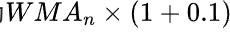 WMA_n × (1 + 0.1)